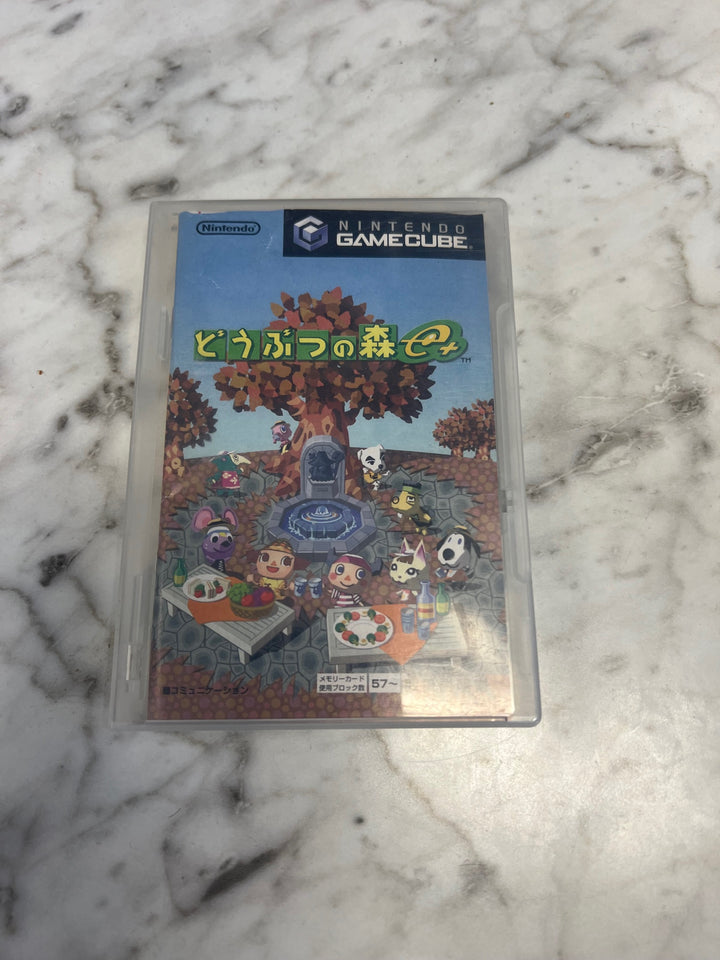 Nintendo
NINTENDO
GAMECUBE
どうぶつの森e+
TM
メモリーカード
使用ブロック数
57～
コミュニケーション